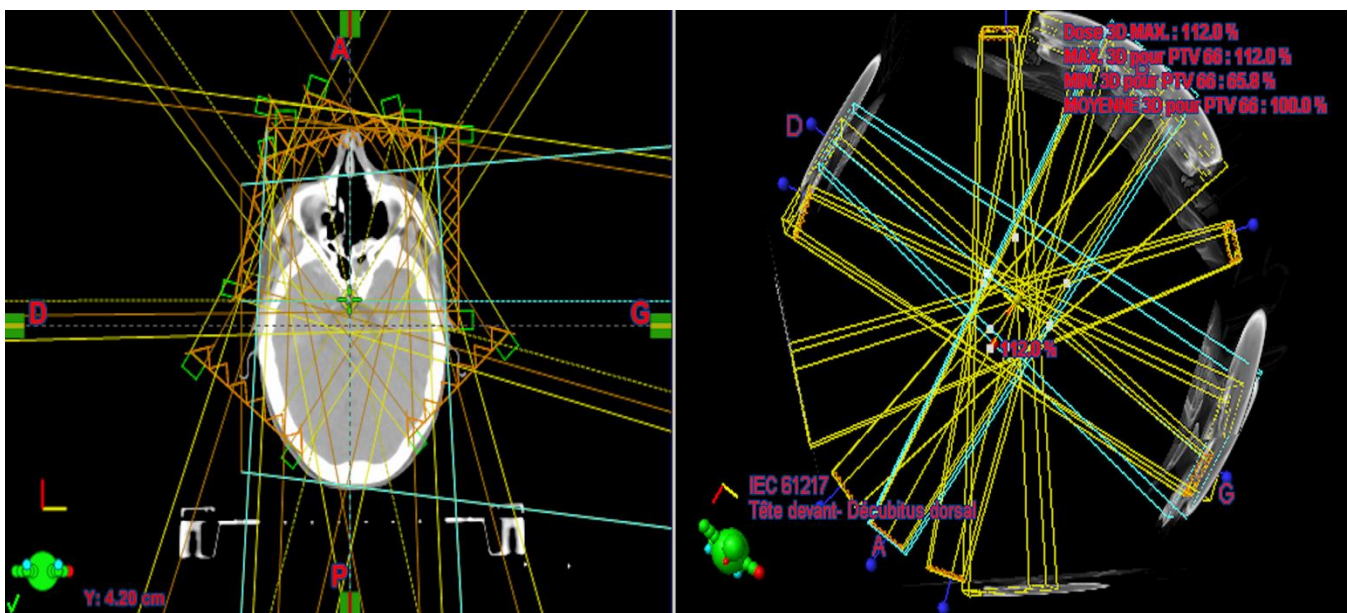 A
D
G
P
Y: 4.20 cm
Dose 3D MAX. : 112.0 %
MAX. 3D pour PTV 66 : 112.0 %
MIN. 3D pour PTV 66 : 65.8 %
MOYENNE 3D pour PTV 66 : 100.0 %
D
112.0 %
IEC 61217
Tête devant- Décubitus dorsal
G
A